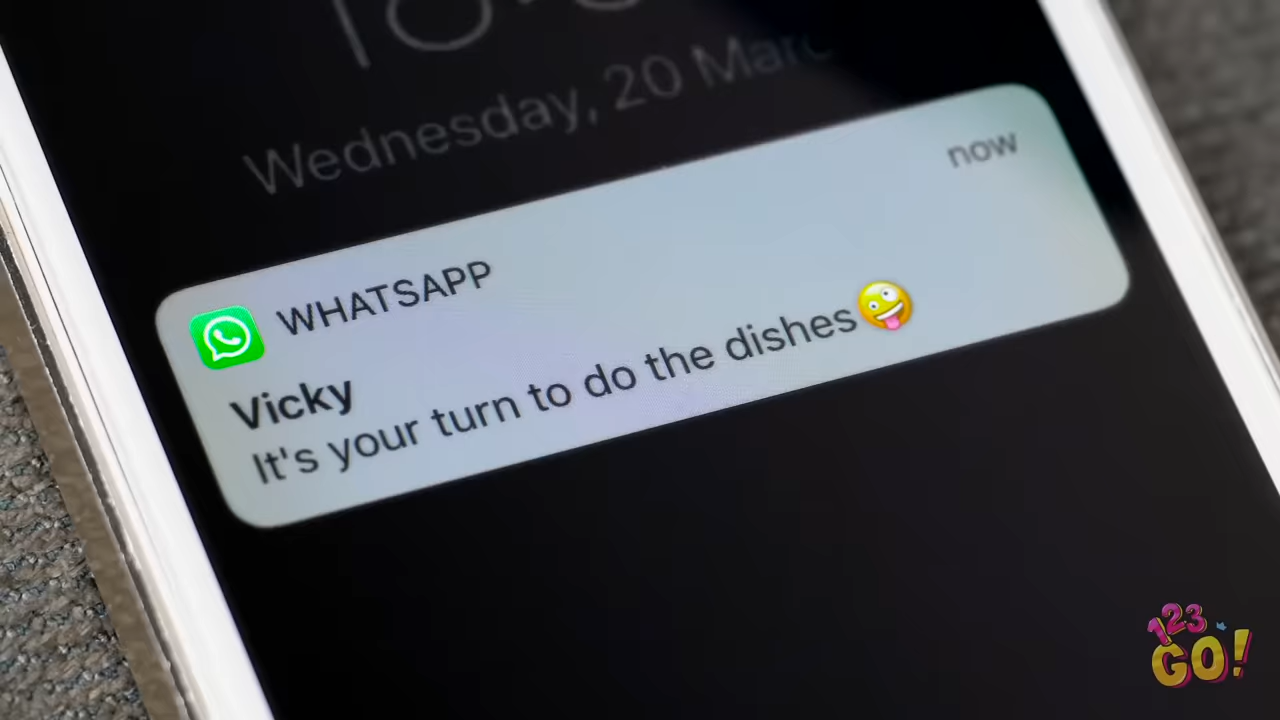 Wednesday, 20
now
WHATSAPP
Vicky
It's your turn to do the dishes🤪
123
GO!